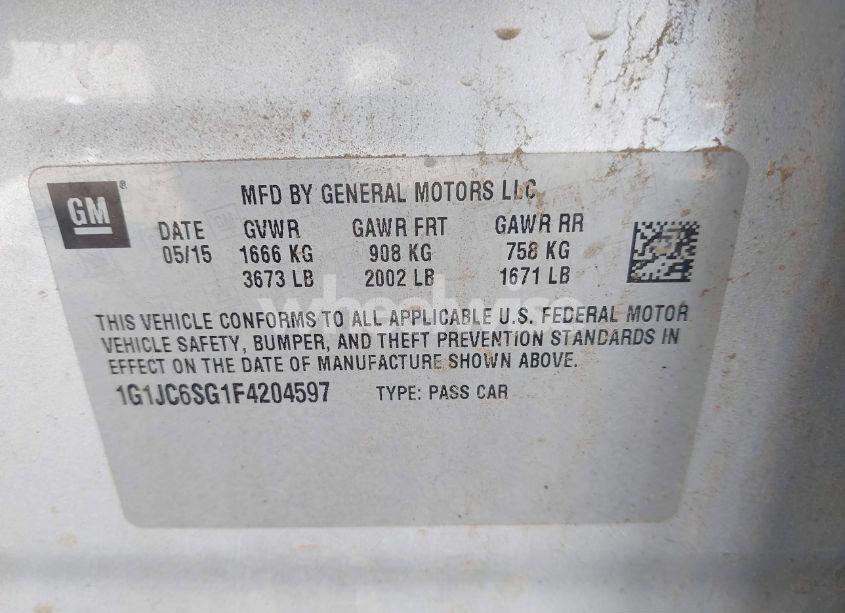 GM ®
MFD BY GENERAL MOTORS LLC
DATE GVWR GAWR FRT GAWR RR
05/15 1666 KG 908 KG 758 KG
3673 LB 2002 LB 1671 LB
wheelwise
THIS VEHICLE CONFORMS TO ALL APPLICABLE U.S. FEDERAL MOTOR
VEHICLE SAFETY, BUMPER, AND THEFT PREVENTION STANDARDS IN
EFFECT ON THE DATE OF MANUFACTURE SHOWN ABOVE.
1G1JC6SG1F4204597 TYPE: PASS CAR